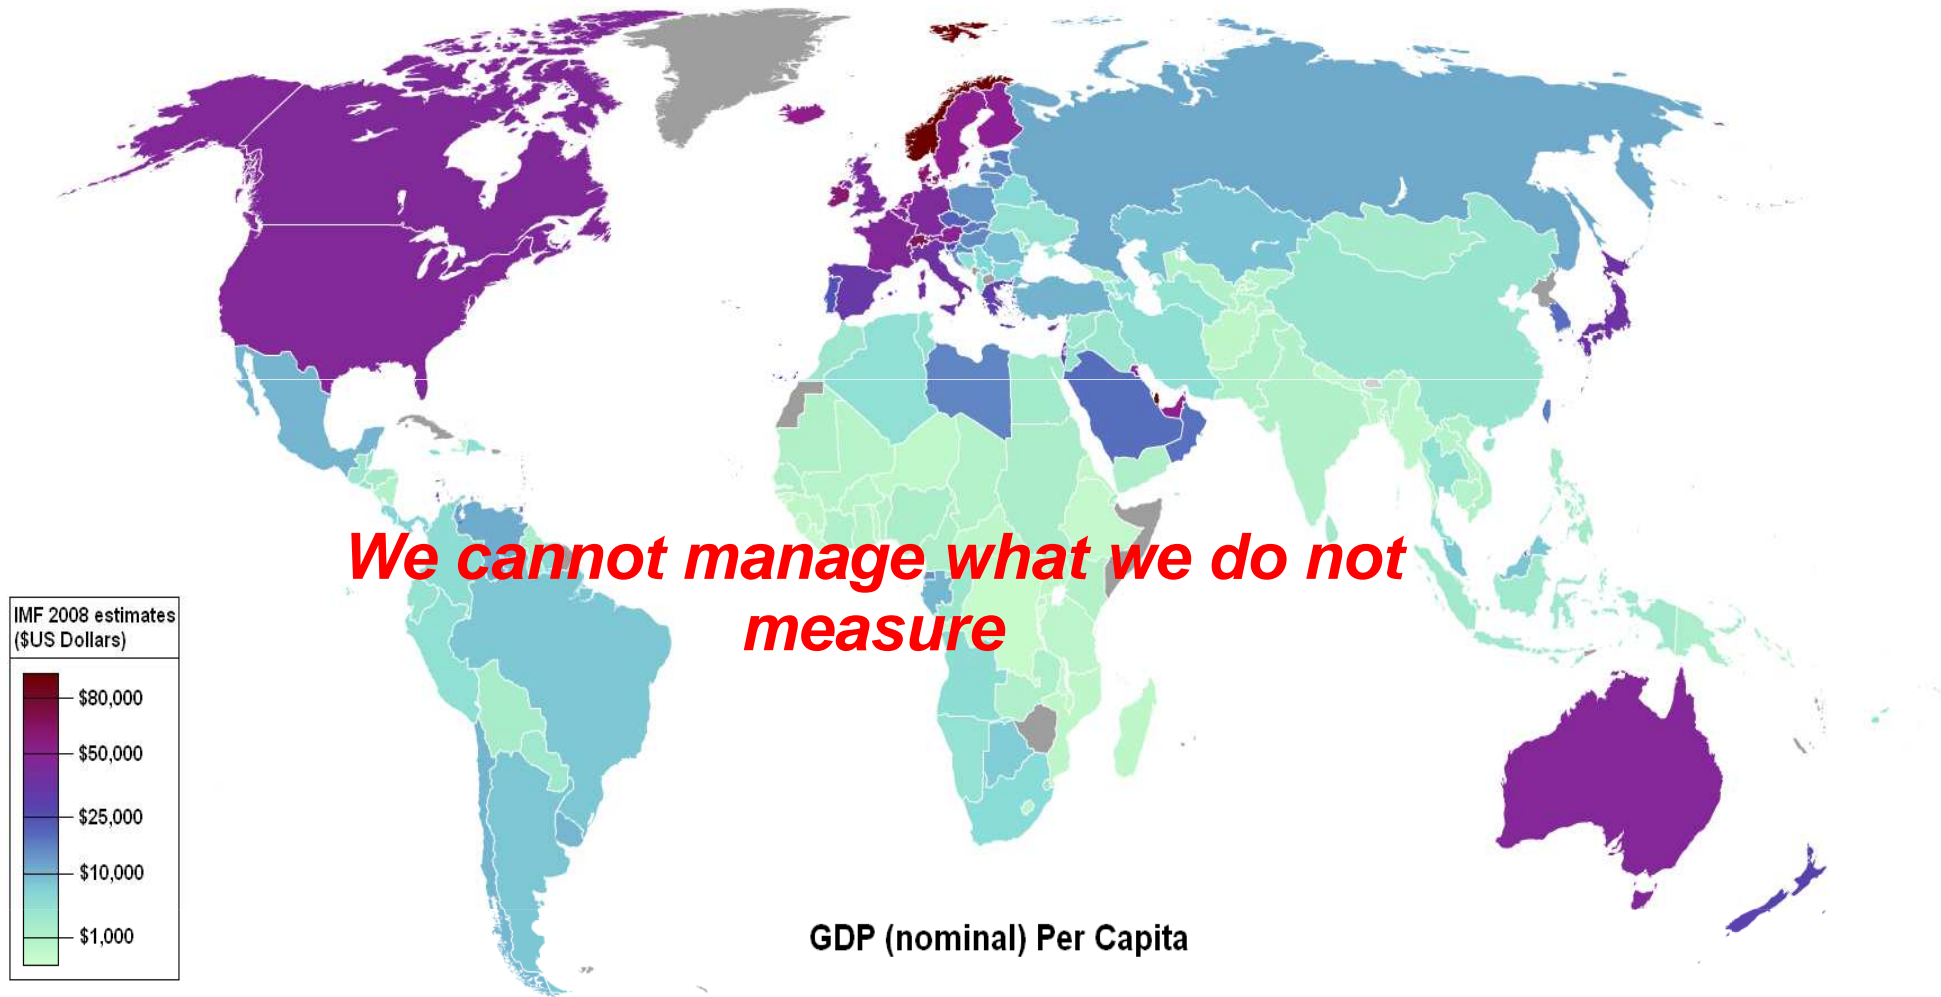 We cannot manage what we do not
measure
IMF 2008 estimates
($US Dollars)
$80,000
$50,000
$25,000
$10,000
$1,000
GDP (nominal) Per Capita